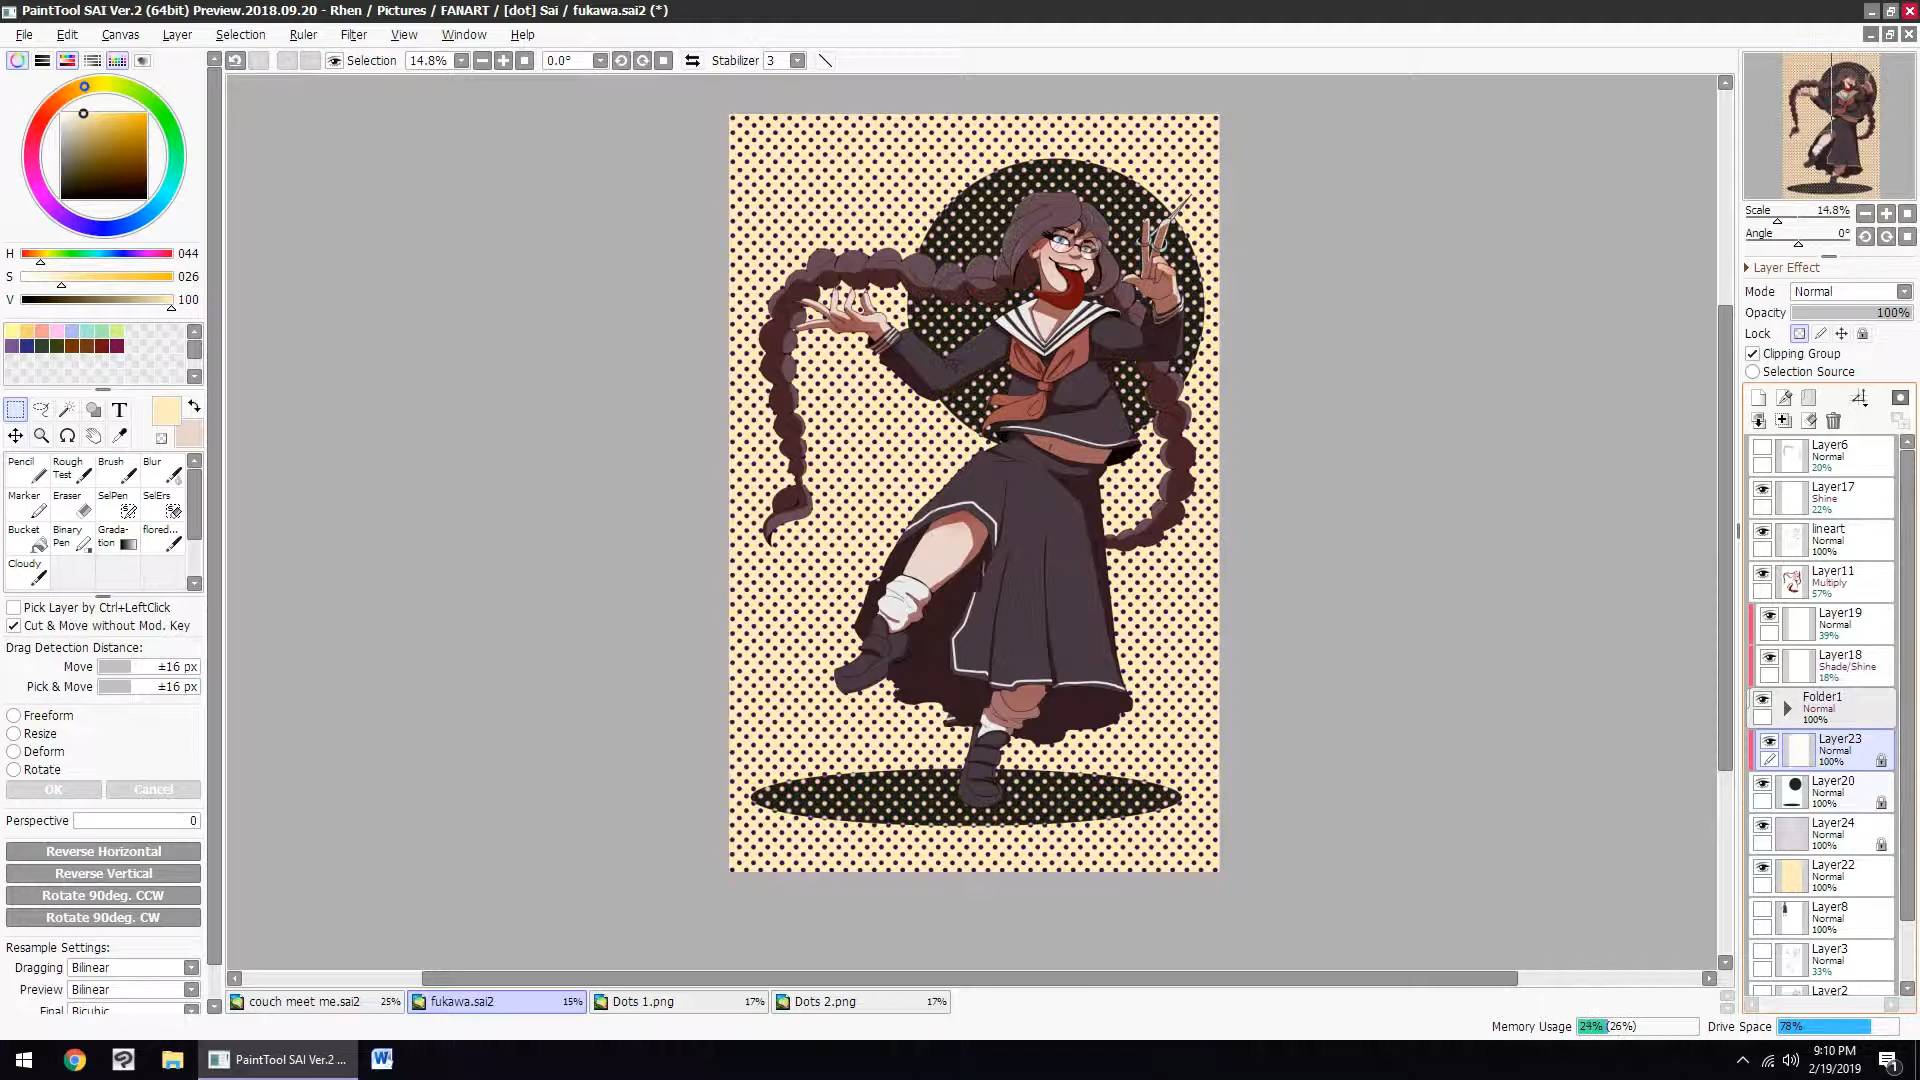 PaintTool SAI Ver.2 (64bit) Preview.2018.09.20 - Rhen / Pictures / FANART / [dot] Sai / fukawa.sai2 (*)
File Edit Canvas Layer Selection Ruler Filter View Window Help
Selection 14.8% 0.0° Stabilizer 3
H 044
S 026
V 100
T
Pencil Rough Test Brush Blur
Marker Eraser SelPen SelErs
Bucket Binary Pen Grada-tion flored...
Cloudy
Pick Layer by Ctrl+LeftClick
Cut & Move without Mod. Key
Drag Detection Distance:
Move ±16 px
Pick & Move ±16 px
Freeform
Resize
Deform
Rotate
OK Cancel
Perspective 0
Reverse Horizontal
Reverse Vertical
Rotate 90deg. CCW
Rotate 90deg. CW
Resample Settings:
Dragging Bilinear
Preview Bilinear
Final Bicubic
couch meet me.sai2 25%
fukawa.sai2 15%
Dots 1.png 17%
Dots 2.png 17%
Scale 14.8%
Angle 0°
Layer Effect
Mode Normal
Opacity 100%
Lock
Clipping Group
Selection Source
Layer6
Normal
20%
Layer17
Shine
22%
lineart
Normal
100%
Layer11
Multiply
57%
Layer19
Normal
39%
Layer18
Shade/Shine
18%
Folder1
Normal
100%
Layer23
Normal
100%
Layer20
Normal
100%
Layer24
Normal
100%
Layer22
Normal
100%
Layer8
Normal
100%
Layer3
Normal
33%
Layer2
Memory Usage 24% (26%) Drive Space 78%
PaintTool SAI Ver.2 ...
W
9:10 PM
2/19/2019
1